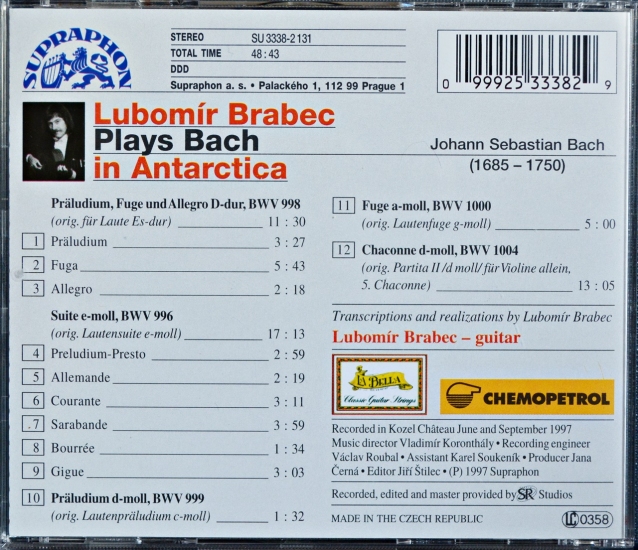 SUPRAPHON
STEREO SU 3338-2 131
TOTAL TIME 48 : 43
DDD
Supraphon a. s. • Palackého 1, 112 99 Prague 1
0 99925 33382 9
Lubomír Brabec
Plays Bach
in Antarctica
Johann Sebastian Bach
(1685 – 1750)
Präludium, Fuge und Allegro D-dur, BWV 998
(orig. für Laute Es-dur) 11 : 30
1 Präludium 3 : 27
2 Fuga 5 : 43
3 Allegro 2 : 18
Suite e-moll, BWV 996
(orig. Lautensuite e-moll) 17 : 13
4 Preludium-Presto 2 : 59
5 Allemande 2 : 19
6 Courante 3 : 11
.7 Sarabande 3 : 59
8 Bourrée 1 : 34
9 Gigue 3 : 03
10 Präludium d-moll, BWV 999
(orig. Lautenpräludium c-moll) 1 : 32
11 Fuge a-moll, BWV 1000
(orig. Lautenfuge g-moll) 5 : 00
12 Chaconne d-moll, BWV 1004
(orig. Partita II /d moll/ für Violine allein,
5. Chaconne) 13 : 05
Transcriptions and realizations by Lubomír Brabec
Lubomír Brabec – guitar
LA BELLA
Classic Guitar Strings
CHEMOPETROL
Recorded in Kozel Château June and September 1997
Music director Vladimír Koronthály • Recording engineer
Václav Roubal • Assistant Karel Soukeník • Producer Jana
Černá • Editor Jiří Štilec • (P) 1997 Supraphon
Recorded, edited and master provided by SR Studios
MADE IN THE CZECH REPUBLIC
LC 0358